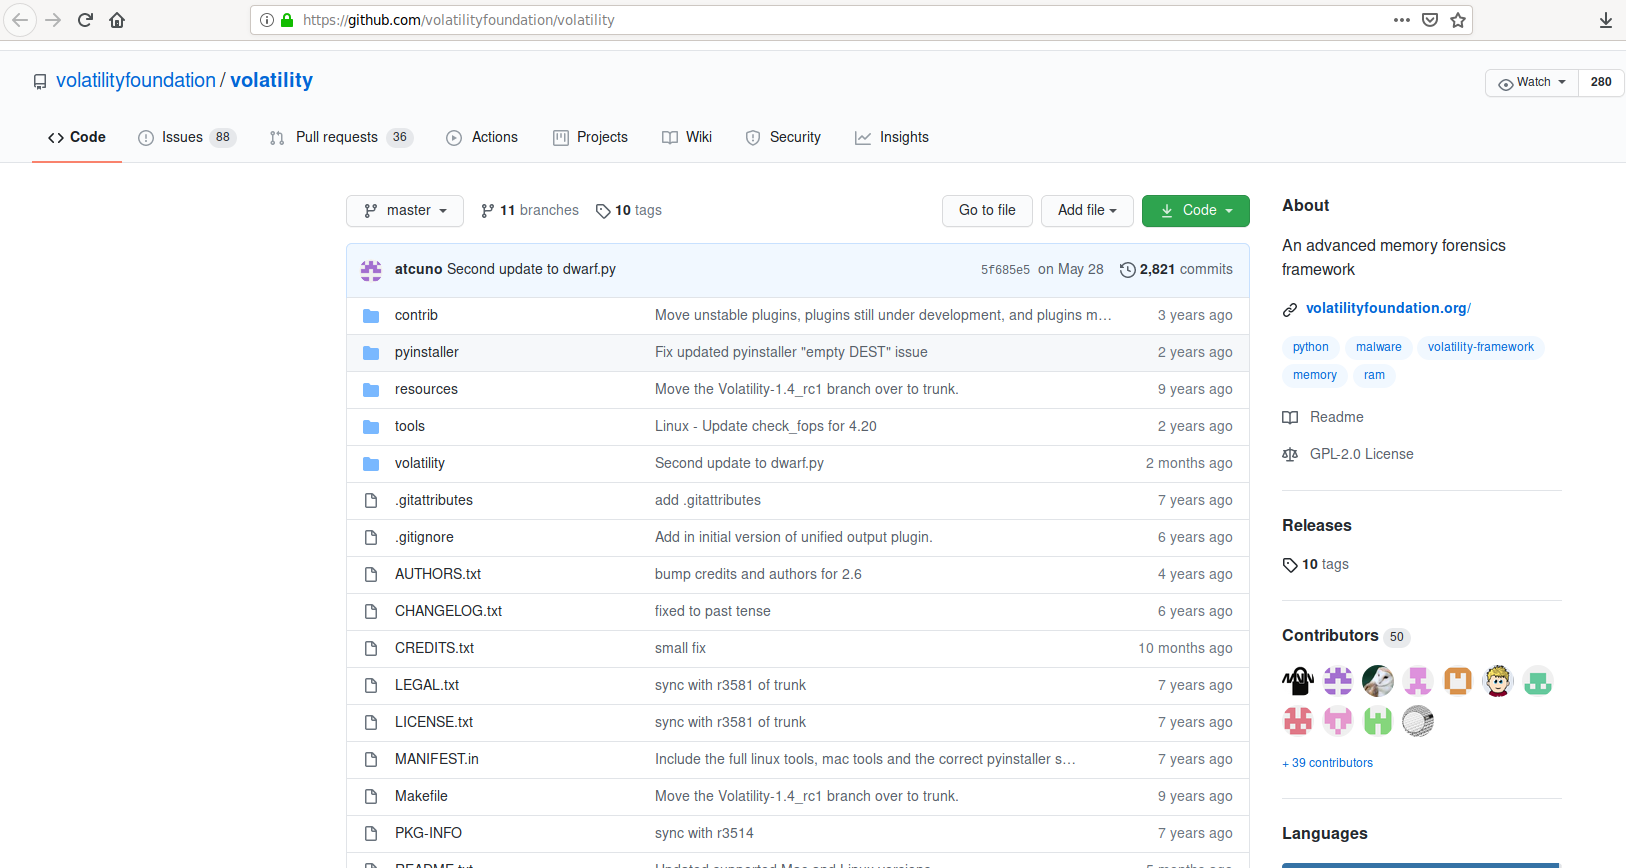 https://github.com/volatilityfoundation/volatility
volatilityfoundation / volatility
Watch 280
Code Issues 88 Pull requests 36 Actions Projects Wiki Security Insights
master 11 branches 10 tags Go to file Add file Code
atcuno Second update to dwarf.py 5f685e5 on May 28 2,821 commits
contrib Move unstable plugins, plugins still under development, and plugins m… 3 years ago
pyinstaller Fix updated pyinstaller "empty DEST" issue 2 years ago
resources Move the Volatility-1.4_rc1 branch over to trunk. 9 years ago
tools Linux - Update check_fops for 4.20 2 years ago
volatility Second update to dwarf.py 2 months ago
.gitattributes add .gitattributes 7 years ago
.gitignore Add in initial version of unified output plugin. 6 years ago
AUTHORS.txt bump credits and authors for 2.6 4 years ago
CHANGELOG.txt fixed to past tense 6 years ago
CREDITS.txt small fix 10 months ago
LEGAL.txt sync with r3581 of trunk 7 years ago
LICENSE.txt sync with r3581 of trunk 7 years ago
MANIFEST.in Include the full linux tools, mac tools and the correct pyinstaller s… 7 years ago
Makefile Move the Volatility-1.4_rc1 branch over to trunk. 9 years ago
PKG-INFO sync with r3514 7 years ago
README.txt Updated supported Mac and Linux versions 5 months ago
About
An advanced memory forensics
framework
volatilityfoundation.org/
python malware volatility-framework
memory ram
Readme
GPL-2.0 License
Releases
10 tags
Contributors 50
+ 39 contributors
Languages